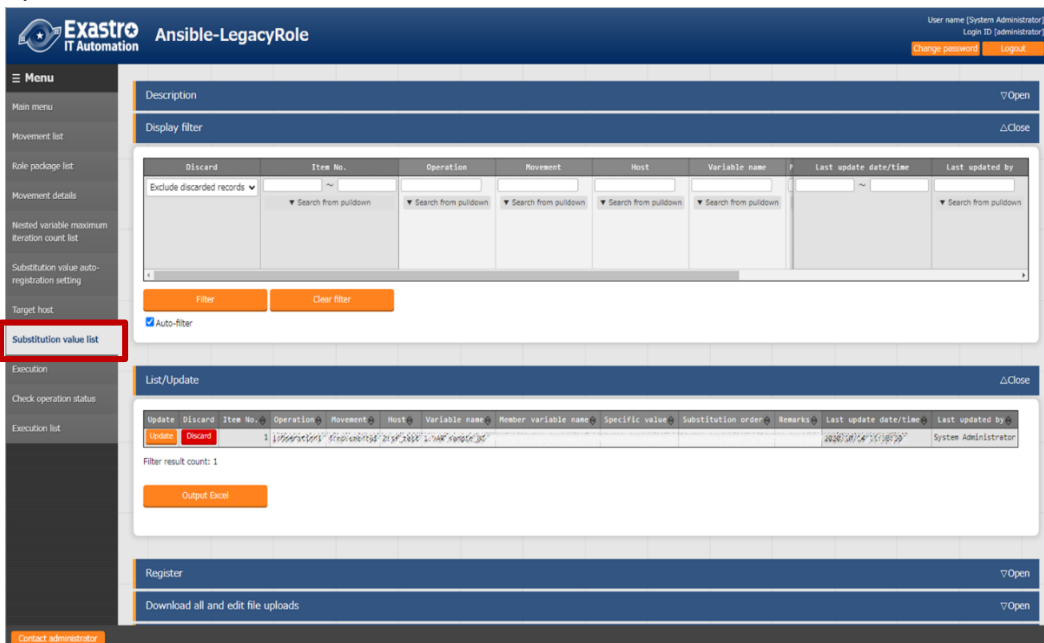 User name [System Administrator]
Exastro
IT Automation
Ansible-LegacyRole
Login ID [administrator]
Change password Logout
☰ Menu
Main menu
Movement list
Role package list
Movement details
Nested variable maximum
iteration count list
Substitution value auto-
registration setting
Target host
Substitution value list
Execution
Check operation status
Execution list
Description ▽Open
Display filter △Close
Discard Item No. Operation Movement Host Variable name Last update date/time Last updated by
Exclude discarded records ~ ~
▼ Search from pulldown ▼ Search from pulldown ▼ Search from pulldown ▼ Search from pulldown ▼ Search from pulldown ▼ Search from pulldown
Filter Clear filter
Auto-filter
List/Update △Close
Update Discard Item No. Operation Movement Host Variable name Member variable name Specific value Substitution order Remarks Last update date/time Last updated by
Update Discard 1 System Administrator
Filter result count: 1
Output Excel
Register ▽Open
Download all and edit file uploads ▽Open
Contact administrator